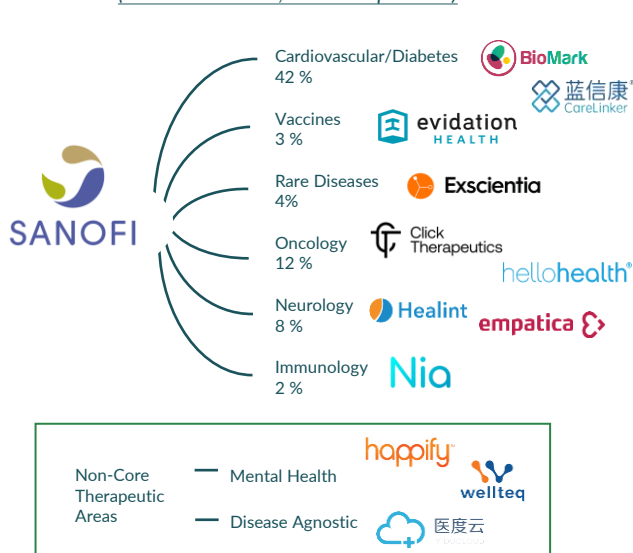 Cardiovascular/Diabetes
42 %
BioMark
蓝信康
CareLinker
Vaccines
3 %
evidation
HEALTH
Rare Diseases
4%
Exscientia
SANOFI
Oncology
12 %
Click
Therapeutics
hellohealth®
Neurology
8 %
Healint
empatica
Immunology
2 %
Nia
Non-Core
Therapeutic
Areas
Mental Health
happify™
wellteq
Disease Agnostic
医度云